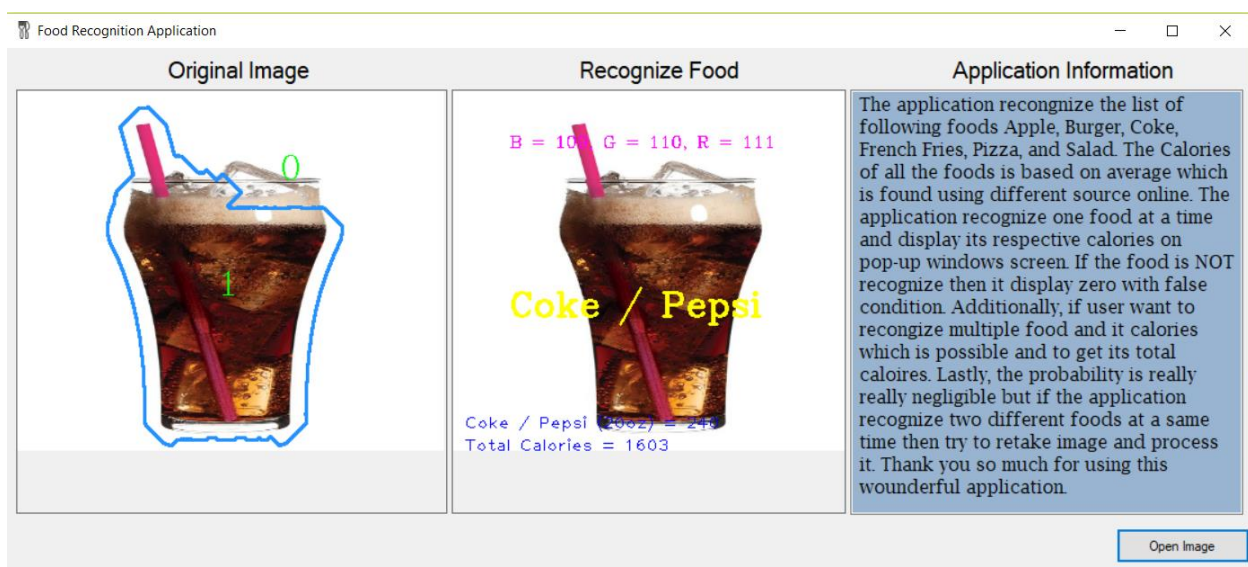 Food Recognition Application
Original Image
Recognize Food
Application Information
0
1
B = 10 , G = 110, R = 111
Coke / Pepsi
Coke / Pepsi (20oz) = 240
Total Calories = 1603
The application recongnize the list of
following foods Apple, Burger, Coke,
French Fries, Pizza, and Salad. The Calories
of all the foods is based on average which
is found using different source online. The
application recognize one food at a time
and display its respective calories on
pop-up windows screen. If the food is NOT
recognize then it display zero with false
condition. Additionally, if user want to
recongize multiple food and it calories
which is possible and to get its total
caloires. Lastly, the probability is really
really negligible but if the application
recognize two different foods at a same
time then try to retake image and process
it. Thank you so much for using this
wounderful application.
Open Image